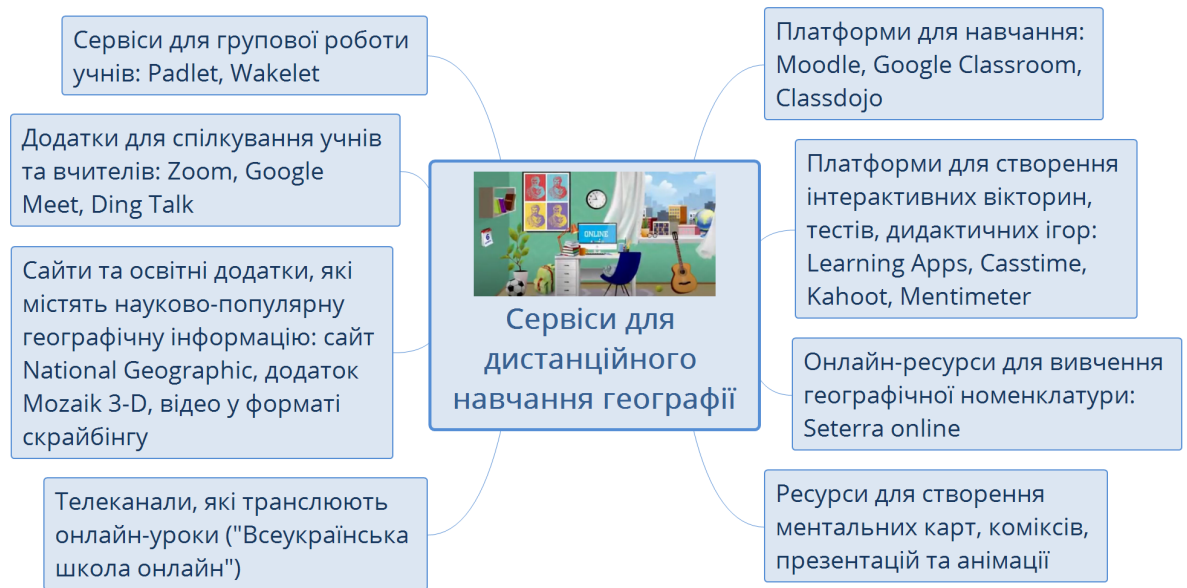 Сервіси для групової роботи
учнів: Padlet, Wakelet
Додатки для спілкування учнів
та вчителів: Zoom, Google
Meet, Ding Talk
Сайти та освітні додатки, які
містять науково-популярну
географічну інформацію: сайт
National Geographic, додаток
Mozaik 3-D, відео у форматі
скрайбінгу
Телеканали, які транслюють
онлайн-уроки ("Всеукраїнська
школа онлайн")
ONLINE
Сервіси для
дистанційного
навчання географії
Платформи для навчання:
Moodle, Google Classroom,
Classdojo
Платформи для створення
інтерактивних вікторин,
тестів, дидактичних ігор:
Learning Apps, Casstime,
Kahoot, Mentimeter
Онлайн-ресурси для вивчення
географічної номенклатури:
Seterra online
Ресурси для створення
ментальних карт, коміксів,
презентацій та анімації